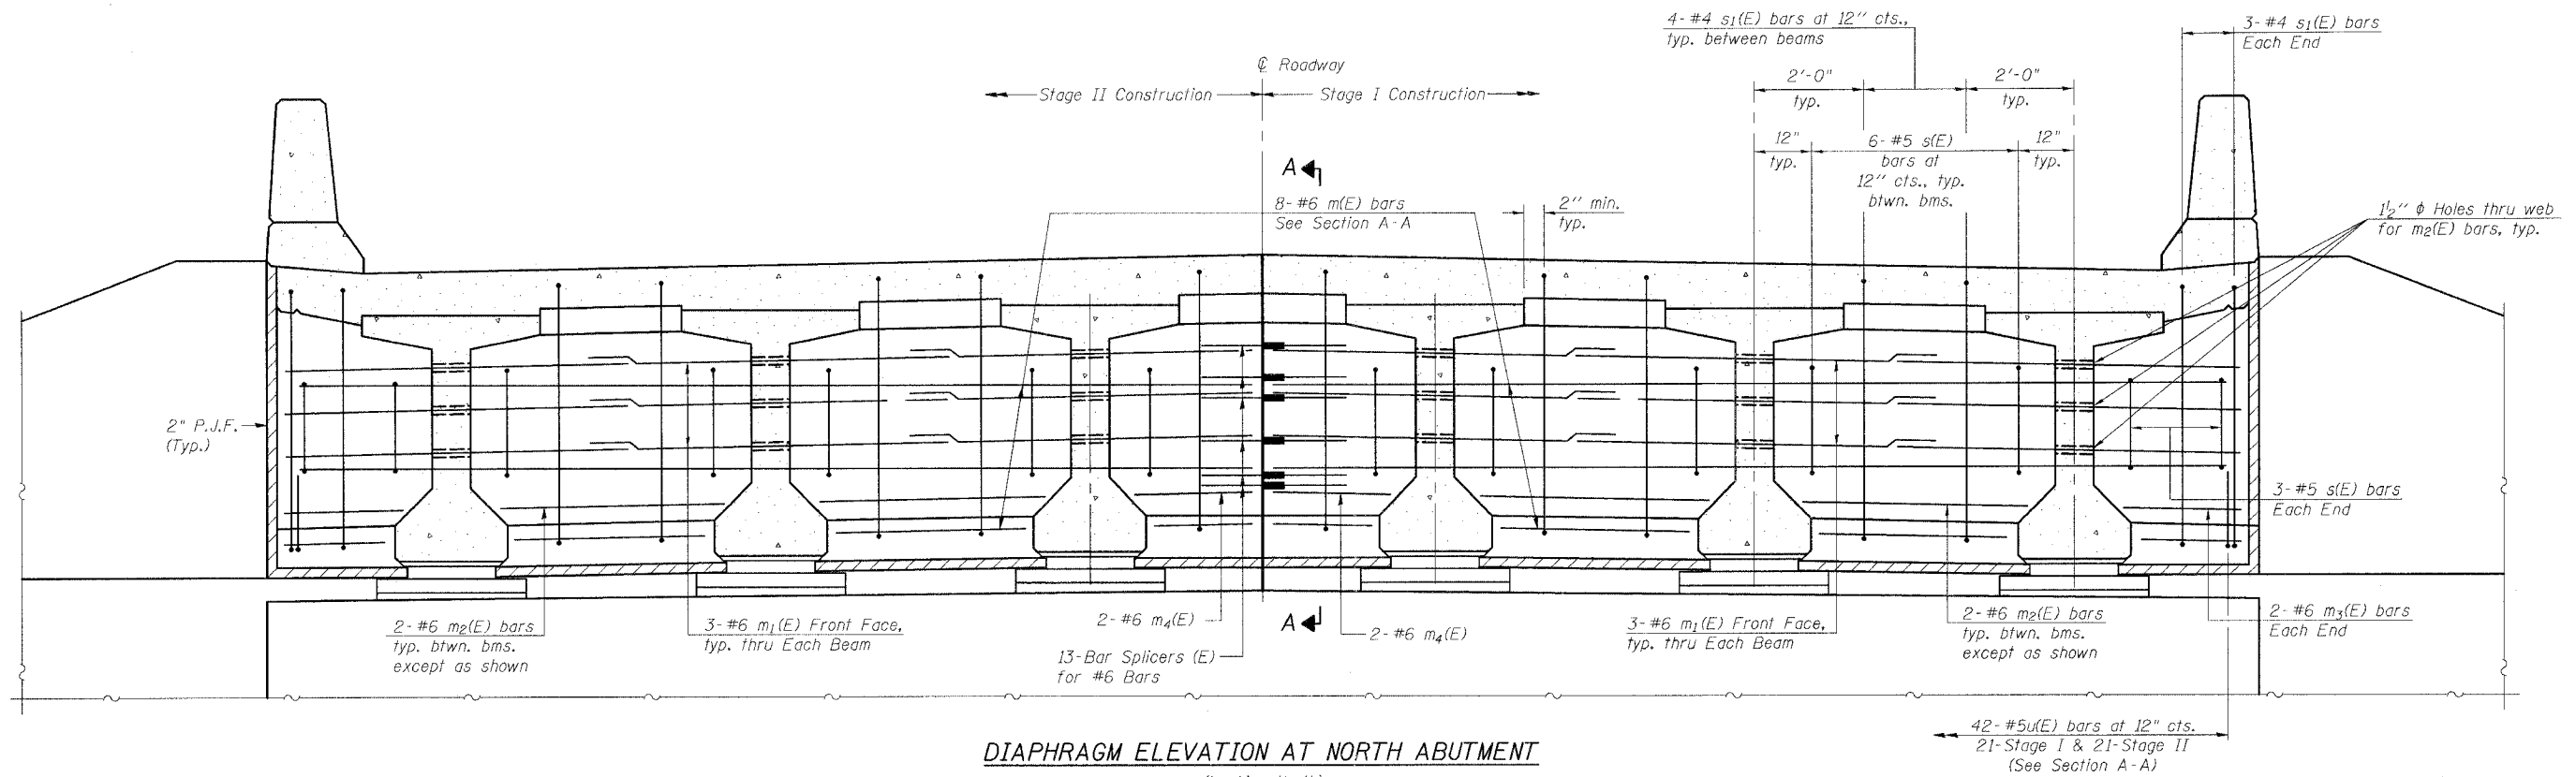 4-#4 s1(E) bars at 12" cts.,
typ. between beams
3-#4 s1(E) bars
Each End
℄ Roadway
Stage II Construction
Stage I Construction
2'-0"
typ.
2'-0"
typ.
12"
typ.
6-#5 s(E)
bars at
12" cts., typ.
btwn. bms.
12"
typ.
A
8-#6 m(E) bars
See Section A-A
2" min.
typ.
1½" ϕ Holes thru web
for m2(E) bars, typ.
2" P.J.F.
(Typ.)
3-#5 s(E) bars
Each End
2-#6 m2(E) bars
typ. btwn. bms.
except as shown
3-#6 m1(E) Front Face,
typ. thru Each Beam
2-#6 m4(E)
13-Bar Splicers (E)
for #6 Bars
A
2-#6 m4(E)
3-#6 m1(E) Front Face,
typ. thru Each Beam
2-#6 m2(E) bars
typ. btwn. bms.
except as shown
2-#6 m3(E) bars
Each End
42-#5u(E) bars at 12" cts.
21-Stage I & 21-Stage II
(See Section A-A)
DIAPHRAGM ELEVATION AT NORTH ABUTMENT